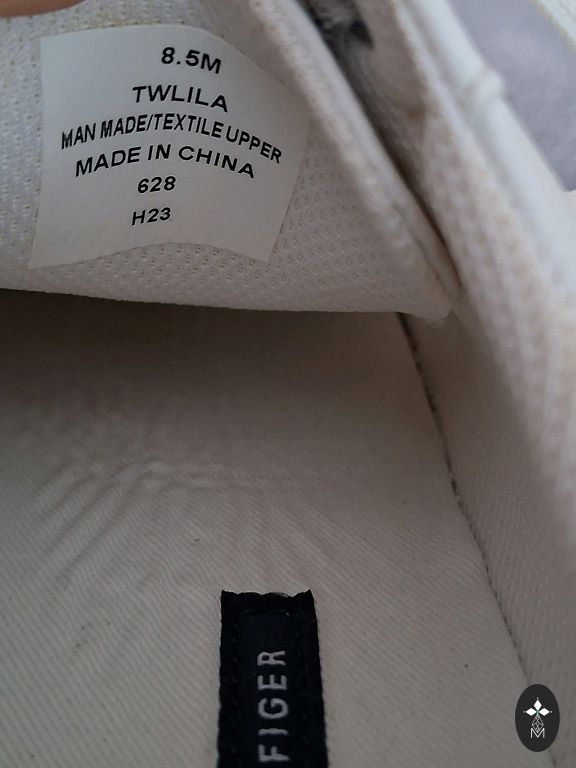 8.5M
TWLILA
MAN MADE/TEXTILE UPPER
MADE IN CHINA
628
H23
FIGER
M